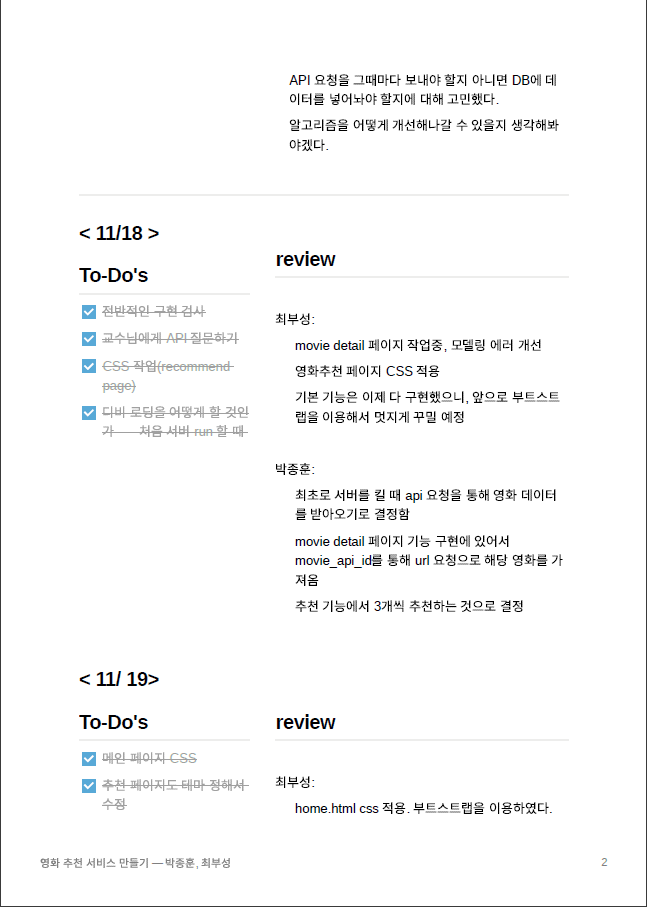 API 요청을 그때마다 보내야 할지 아니면 DB에 데
이터를 넣어놔야 할지에 대해 고민했다.
알고리즘을 어떻게 개선해나갈 수 있을지 생각해봐
야겠다.
< 11/18 >
To-Do's
전반적인 구현 검사
교수님에게 API 질문하기
CSS 작업(recommend
page)
디비 로딩을 어떻게 할 것인
가 ---- 처음 서버 run 할 때
review
최부성:
movie detail 페이지 작업중, 모델링 에러 개선
영화추천 페이지 CSS 적용
기본 기능은 이제 다 구현했으니, 앞으로 부트스트
랩을 이용해서 멋지게 꾸밀 예정
박종훈:
최초로 서버를 킬 때 api 요청을 통해 영화 데이터
를 받아오기로 결정함
movie detail 페이지 기능 구현에 있어서
movie_api_id를 통해 url 요청으로 해당 영화를 가
져옴
추천 기능에서 3개씩 추천하는 것으로 결정
< 11/ 19>
To-Do's
메인 페이지 CSS
추천 페이지도 테마 정해서
수정
review
최부성:
home.html css 적용. 부트스트랩을 이용하였다.
영화 추천 서비스 만들기 — 박종훈, 최부성
2